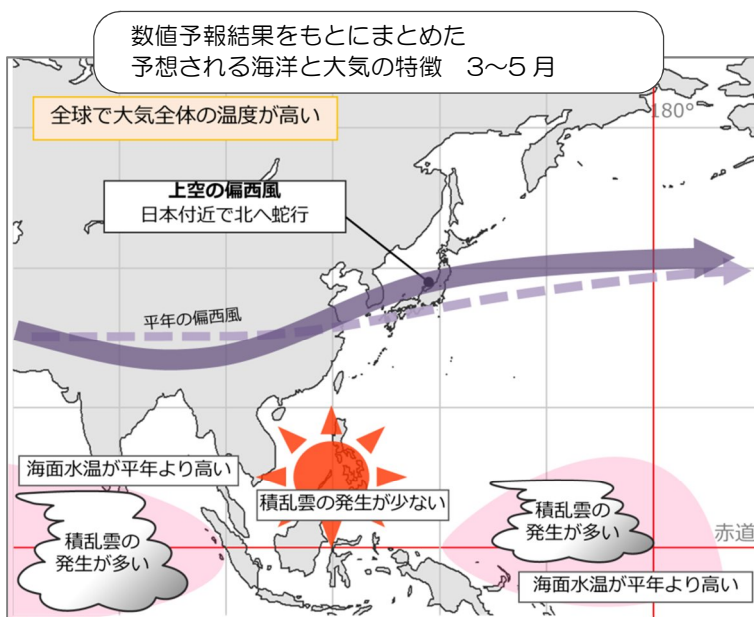 数値予報結果をもとにまとめた
予想される海洋と大気の特徴 3~5月
全球で大気全体の温度が高い
180°
上空の偏西風
日本付近で北へ蛇行
平年の偏西風
海面水温が平年より高い
積乱雲の発生が少ない
積乱雲の
発生が多い
積乱雲の
発生が多い
赤道
海面水温が平年より高い